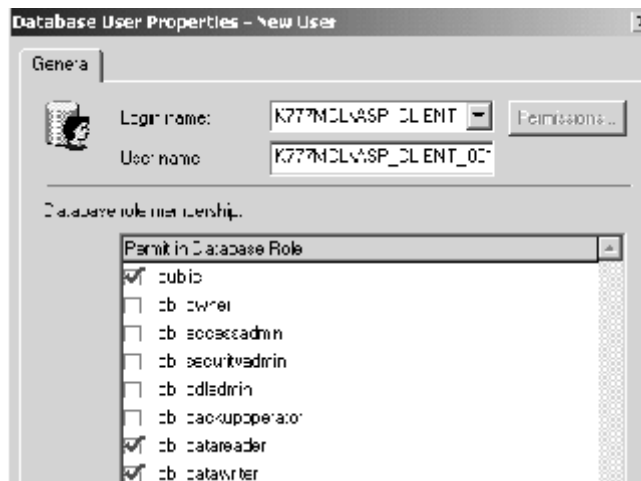 Database User Properties - New User
General
Login name:
Permissions...
User name
Database role membership:
Permit in Database Role
public
db_owner
db_accessadmin
db_securityadmin
db_ddladmin
db_backupoperator
db_datareader
db_datawriter